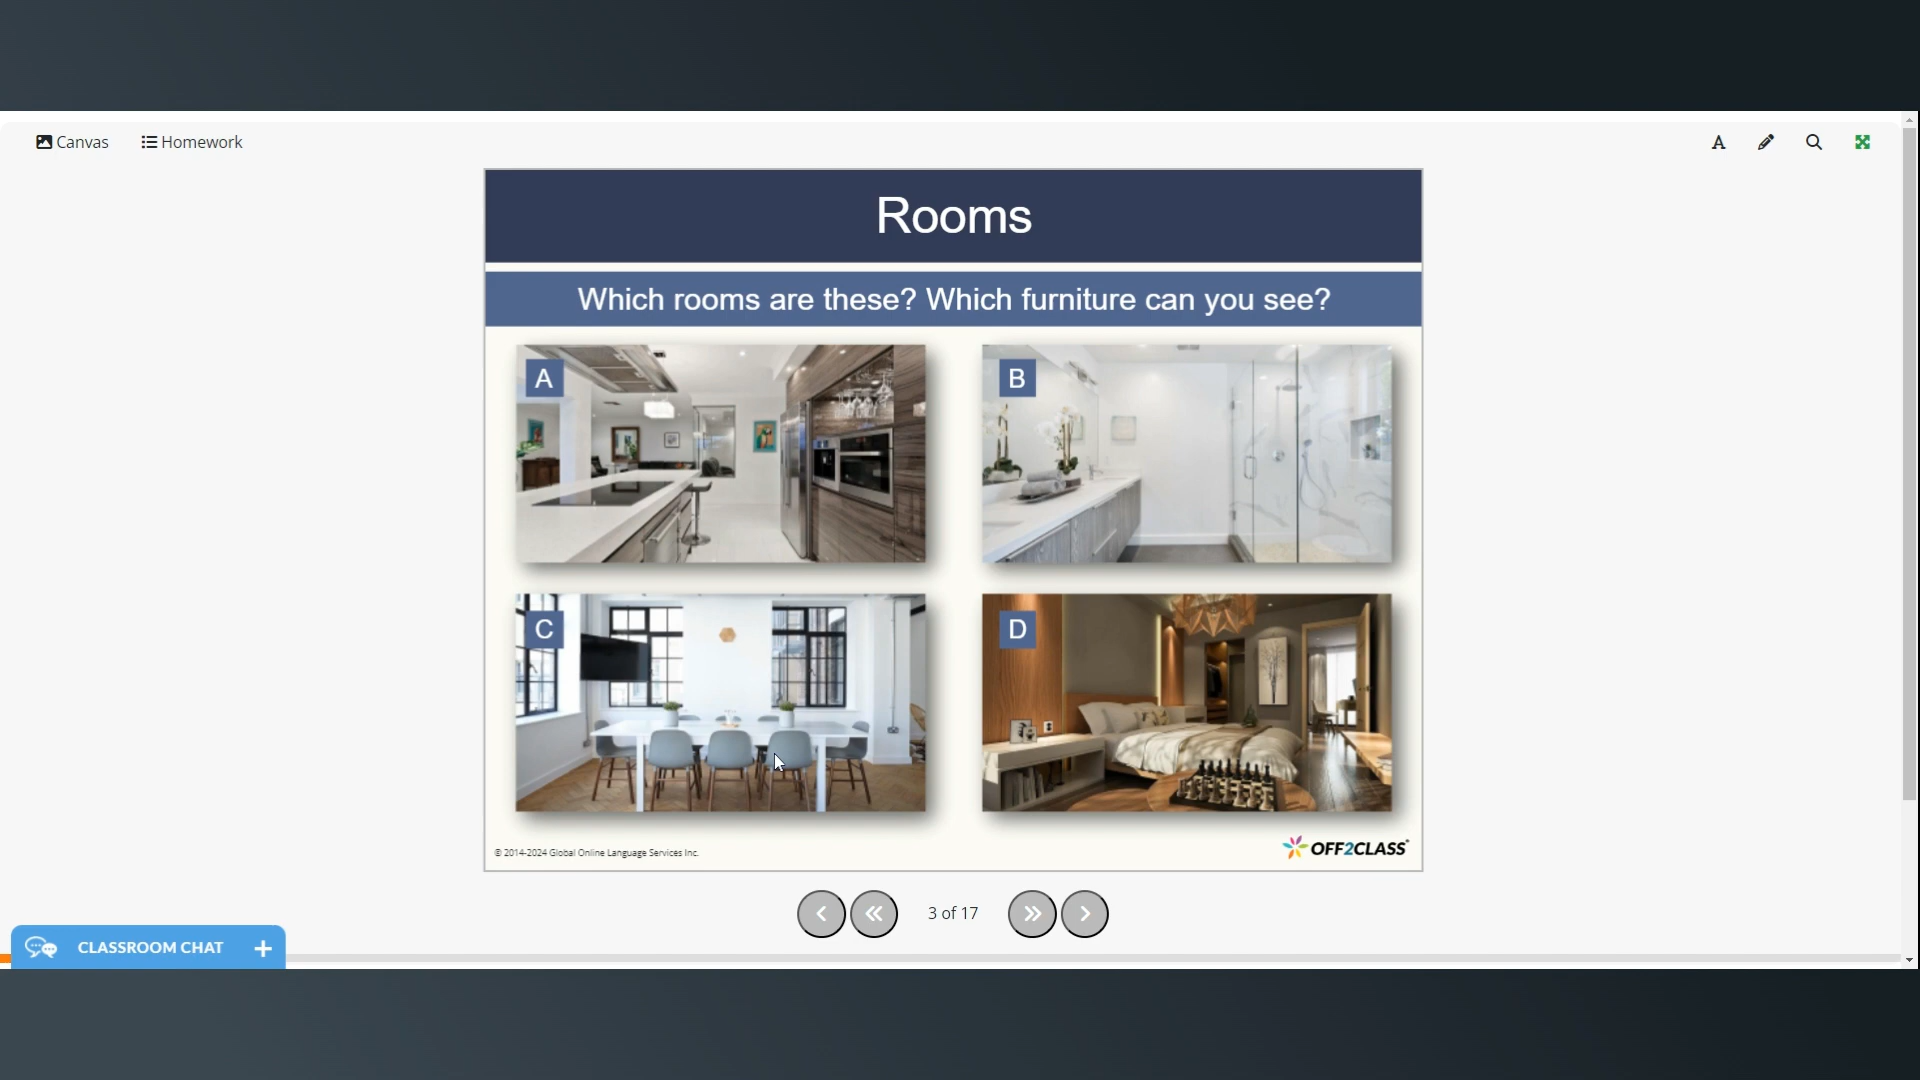 Canvas
Homework
A
Rooms
Which rooms are these? Which furniture can you see?
A
B
C
D
© 2014-2024 Global Online Language Services Inc.
OFF2CLASS
3 of 17
CLASSROOM CHAT +